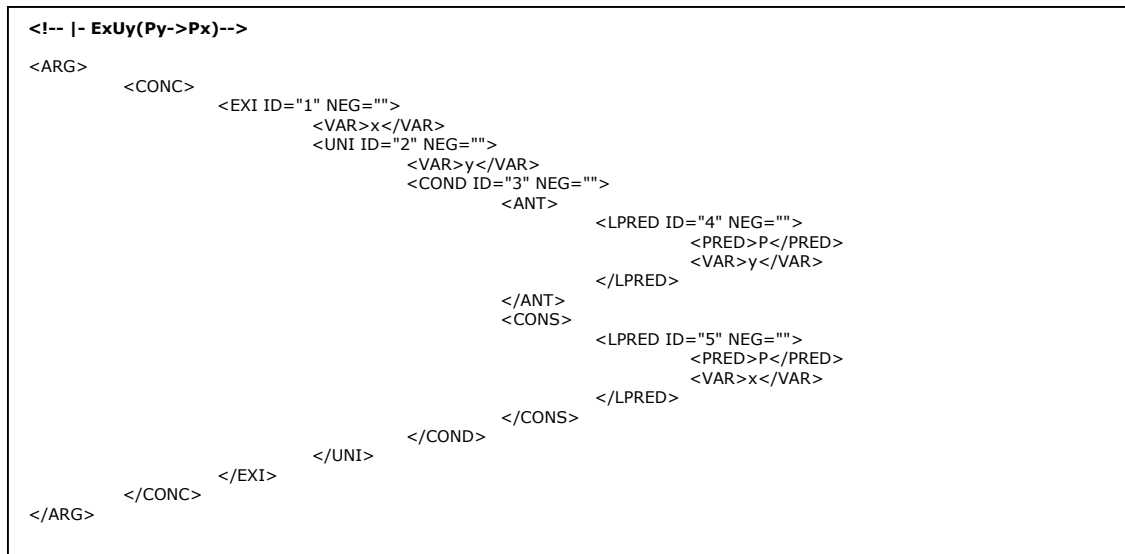 <!-- |- ExUy(Py->Px)-->
<ARG>
<CONC>
<EXI ID="1" NEG="">
<VAR>x</VAR>
<UNI ID="2" NEG="">
<VAR>y</VAR>
<COND ID="3" NEG="">
<ANT>
<LPRED ID="4" NEG="">
<PRED>P</PRED>
<VAR>y</VAR>
</LPRED>
</ANT>
<CONS>
<LPRED ID="5" NEG="">
<PRED>P</PRED>
<VAR>x</VAR>
</LPRED>
</CONS>
</COND>
</UNI>
</EXI>
</CONC>
</ARG>